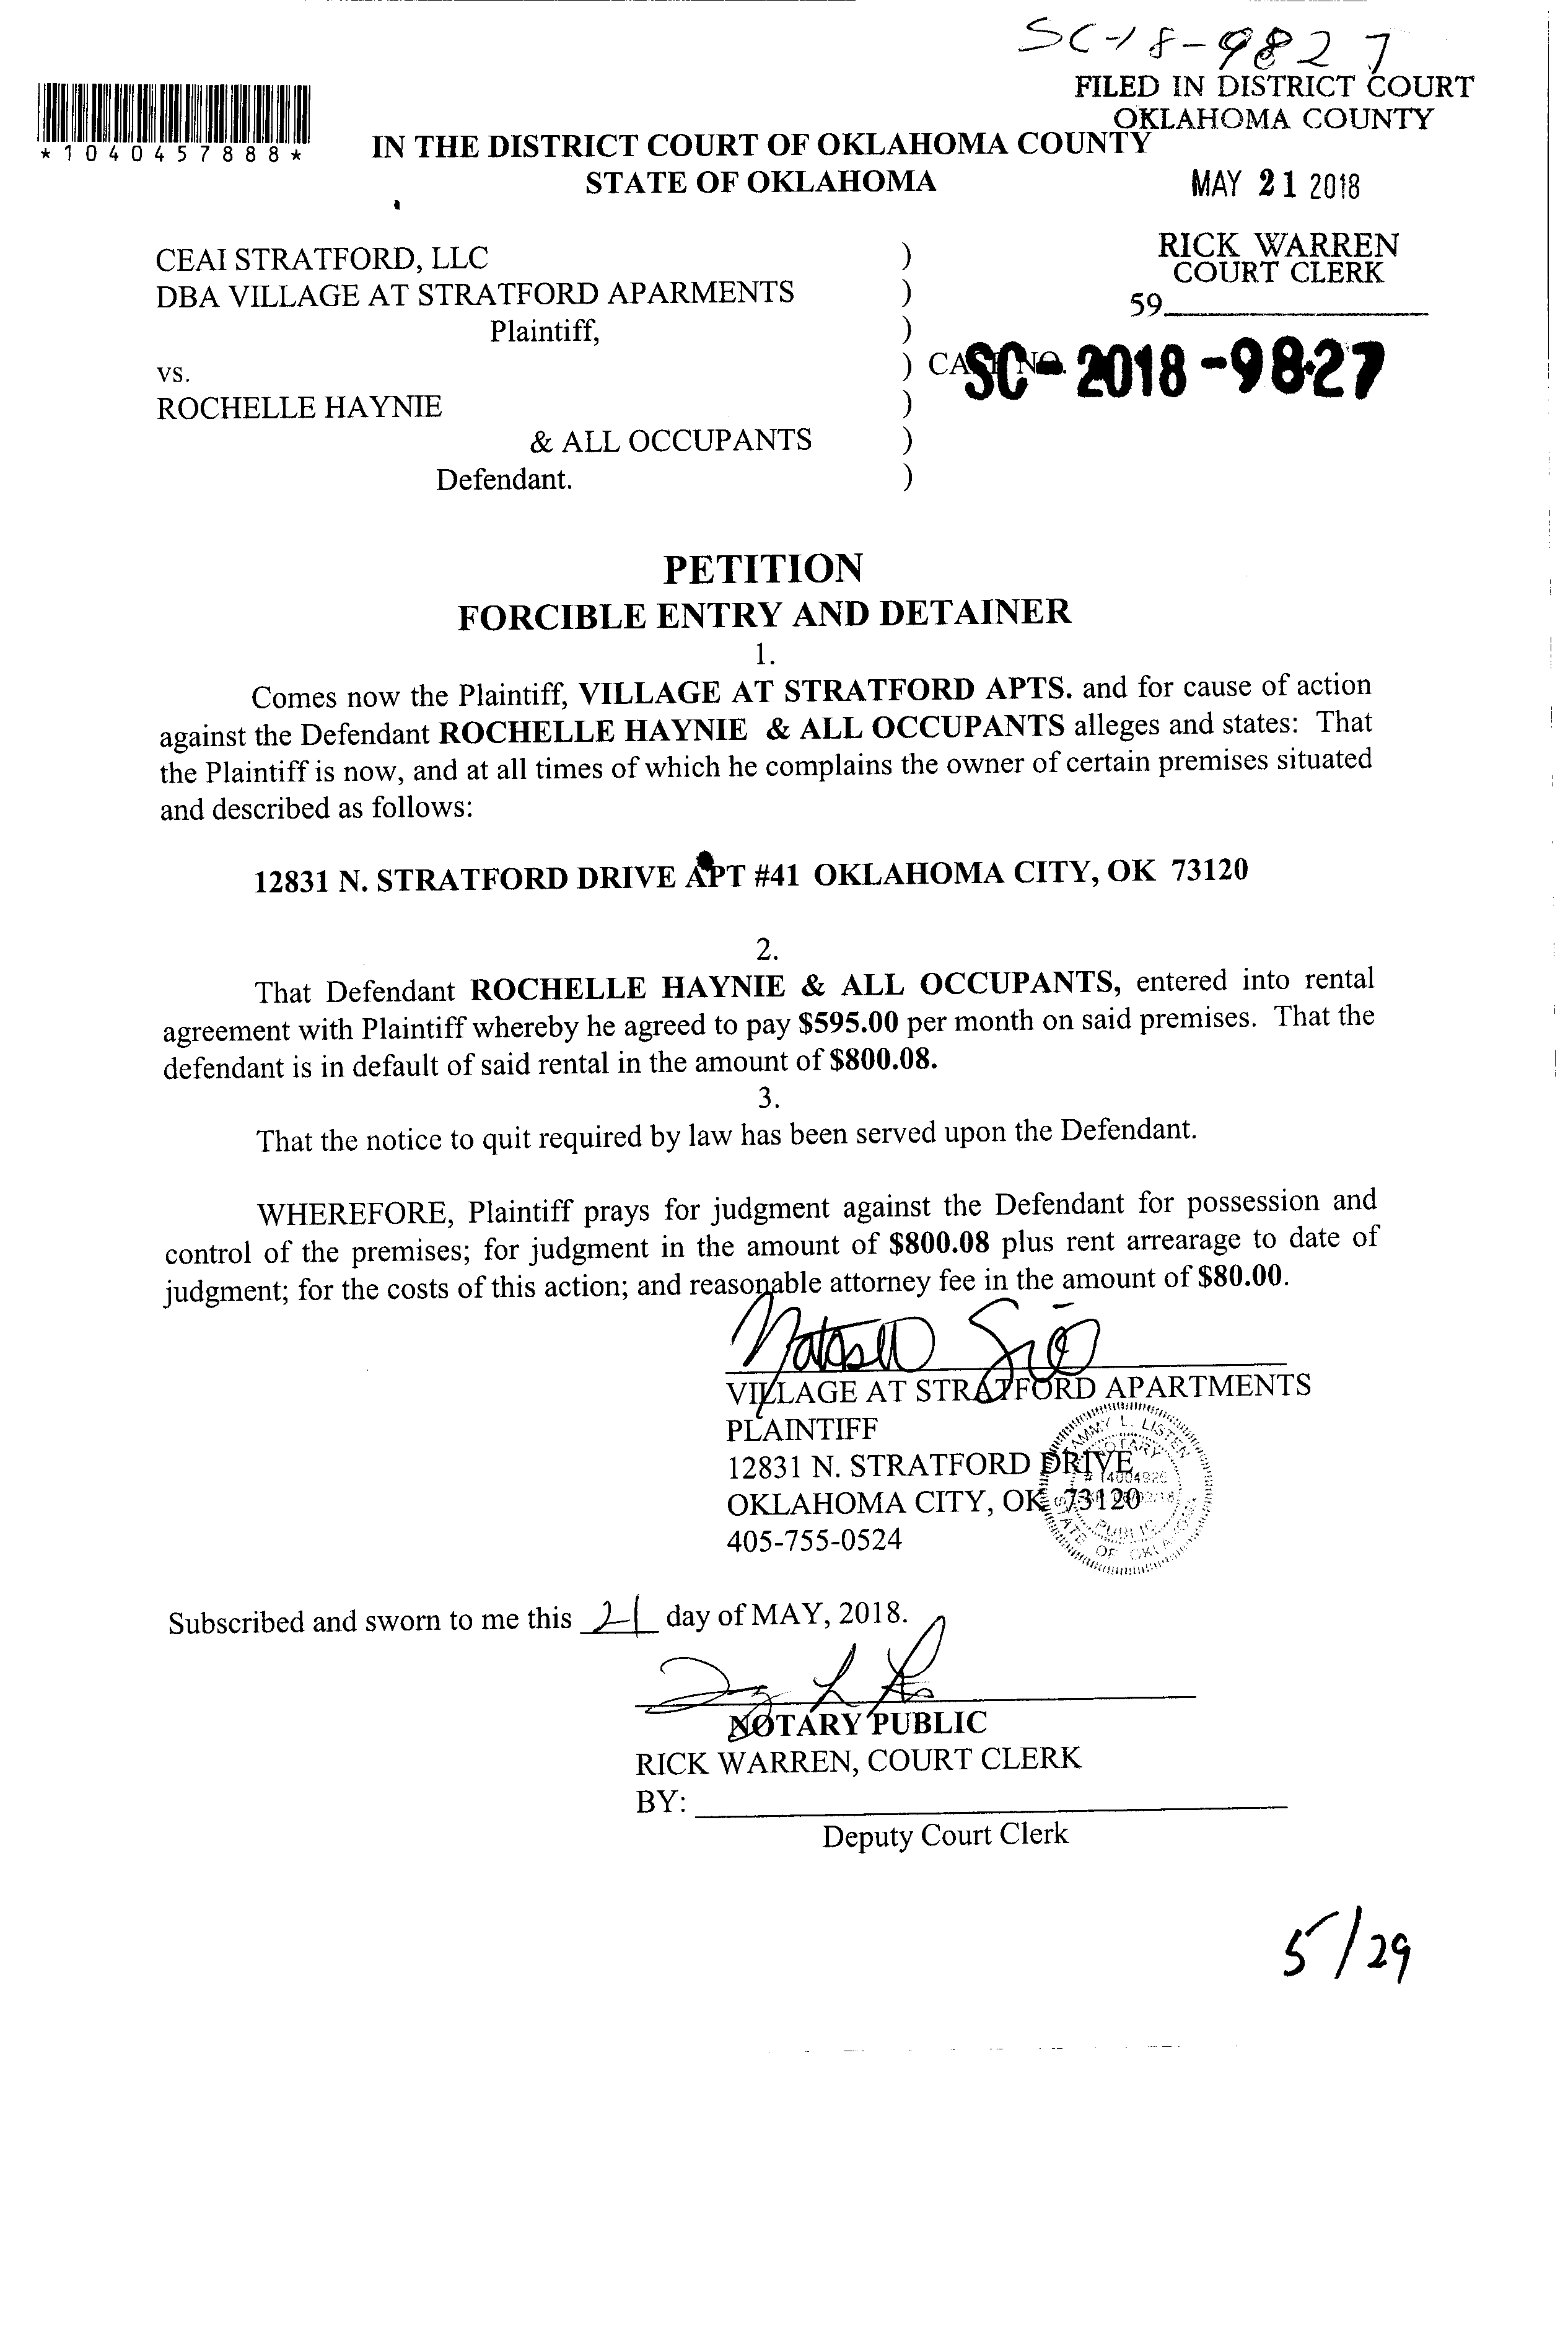 SC-18-9827
FILED IN DISTRICT COURT
OKLAHOMA COUNTY
*1040457888*
IN THE DISTRICT COURT OF OKLAHOMA COUNTY
STATE OF OKLAHOMA
MAY 21 2018
RICK WARREN
COURT CLERK
59
CEAI STRATFORD, LLC )
DBA VILLAGE AT STRATFORD APARMENTS )
Plaintiff, )
vs. ) CASE NO. SC-2018-9827
ROCHELLE HAYNIE )
& ALL OCCUPANTS )
Defendant. )
PETITION
FORCIBLE ENTRY AND DETAINER
1.
Comes now the Plaintiff, VILLAGE AT STRATFORD APTS. and for cause of action
against the Defendant ROCHELLE HAYNIE & ALL OCCUPANTS alleges and states: That
the Plaintiff is now, and at all times of which he complains the owner of certain premises situated
and described as follows:
12831 N. STRATFORD DRIVE APT #41 OKLAHOMA CITY, OK 73120
2.
That Defendant ROCHELLE HAYNIE & ALL OCCUPANTS, entered into rental
agreement with Plaintiff whereby he agreed to pay $595.00 per month on said premises. That the
defendant is in default of said rental in the amount of $800.08.
3.
That the notice to quit required by law has been served upon the Defendant.
WHEREFORE, Plaintiff prays for judgment against the Defendant for possession and
control of the premises; for judgment in the amount of $800.08 plus rent arrearage to date of
judgment; for the costs of this action; and reasonable attorney fee in the amount of $80.00.
VILLAGE AT STRATFORD APARTMENTS
PLAINTIFF
12831 N. STRATFORD DRIVE
OKLAHOMA CITY, OK 73120
405-755-0524
TAMMY L. LISTEN
NOTARY
PUBLIC
STATE OF OKLAHOMA
Subscribed and sworn to me this 21 day of MAY, 2018.
NOTARY PUBLIC
RICK WARREN, COURT CLERK
BY:
Deputy Court Clerk
5/29